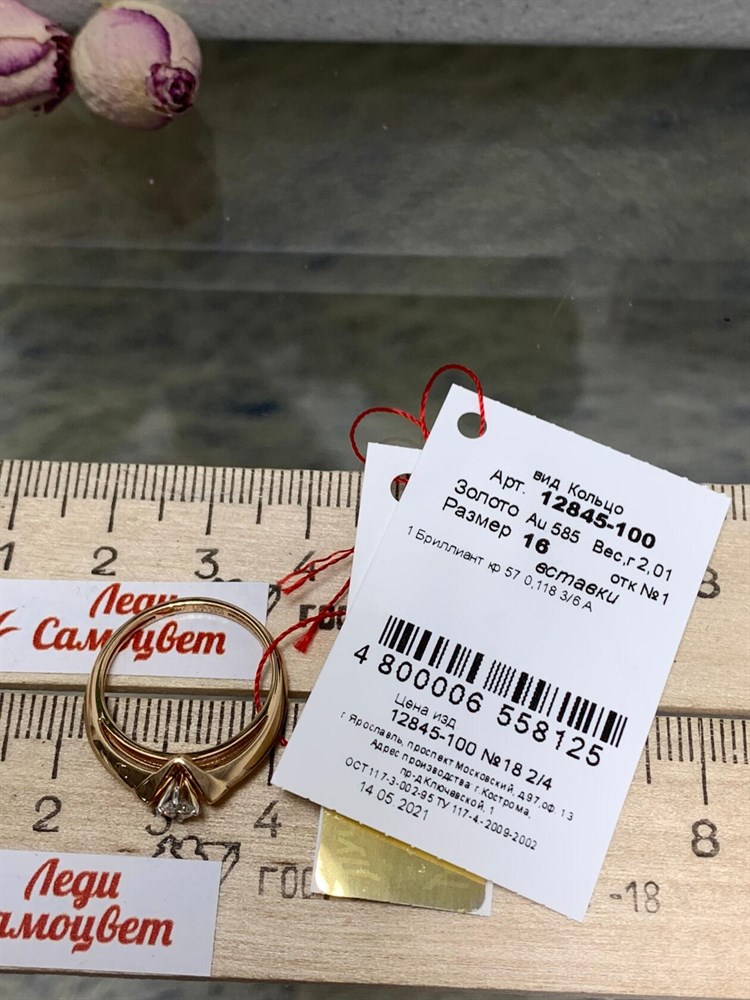 вид Кольцо
Арт. 12845-100
Золото Au 585 Вес,г 2,01
Размер 16 отк №1
вставки
1 Бриллиант кр 57 0,118 3/6 А
4 800006 558125
Цена изд
12845-100 №18 2/4
г Ярославль, проспект Московский, д97,оф. 13
Адрес производства г.Кострома,
пр-д Ключевской, 1
ОСТ117-3-002-95 ТУ 117-4-2009-2002
14.05.2021
1 2 3 4 8
Леди
Самоцвет
ГОС
2 3 4 8
ГОС -18
Леди
амоцвет